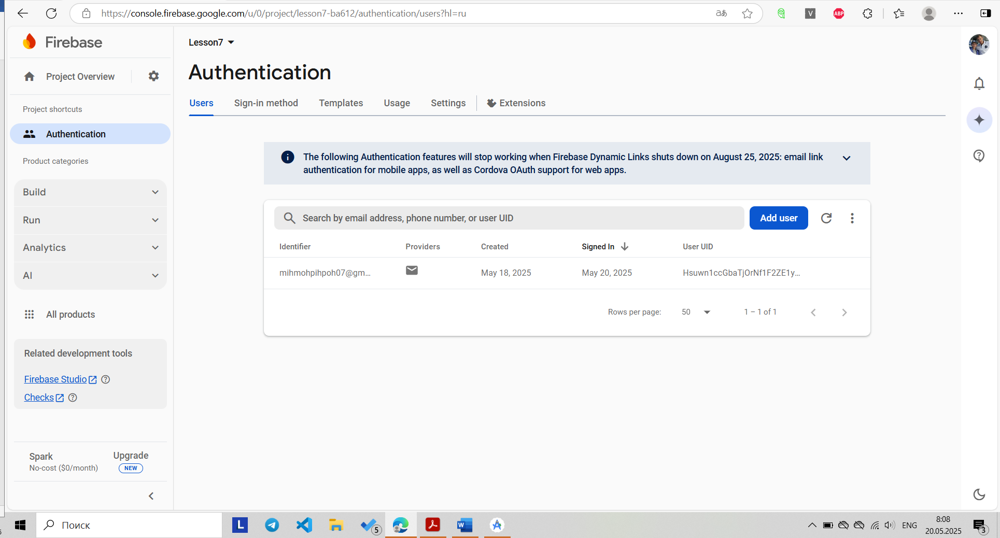 https://console.firebase.google.com/u/0/project/lesson7-ba612/authentication/users?hl=ru
aあ
V
ABP
Firebase
Project Overview
Project shortcuts
Authentication
Product categories
Build
Run
Analytics
AI
All products
Related development tools
Firebase Studio
Checks
Spark
No-cost ($0/month)
Upgrade
NEW
Lesson7
Authentication
Users
Sign-in method
Templates
Usage
Settings
Extensions
The following Authentication features will stop working when Firebase Dynamic Links shuts down on August 25, 2025: email link
authentication for mobile apps, as well as Cordova OAuth support for web apps.
Search by email address, phone number, or user UID
Add user
Identifier Providers Created Signed In User UID
mihmohpihpoh07@gm... May 18, 2025 May 20, 2025 Hsuwn1ccGbaTjOrNf1F2ZE1y...
Rows per page: 50 1 – 1 of 1
Поиск
L
5
W
ENG
8:08
20.05.2025
3